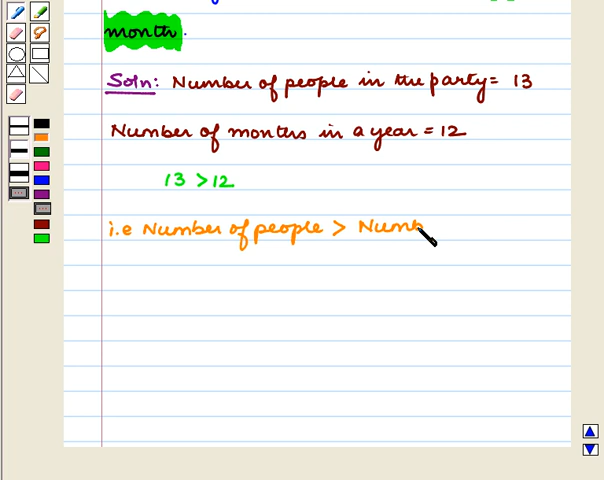 month.
Soln: Number of people in the party = 13
Number of months in a year = 12
13 > 12
i.e Number of people > Numb